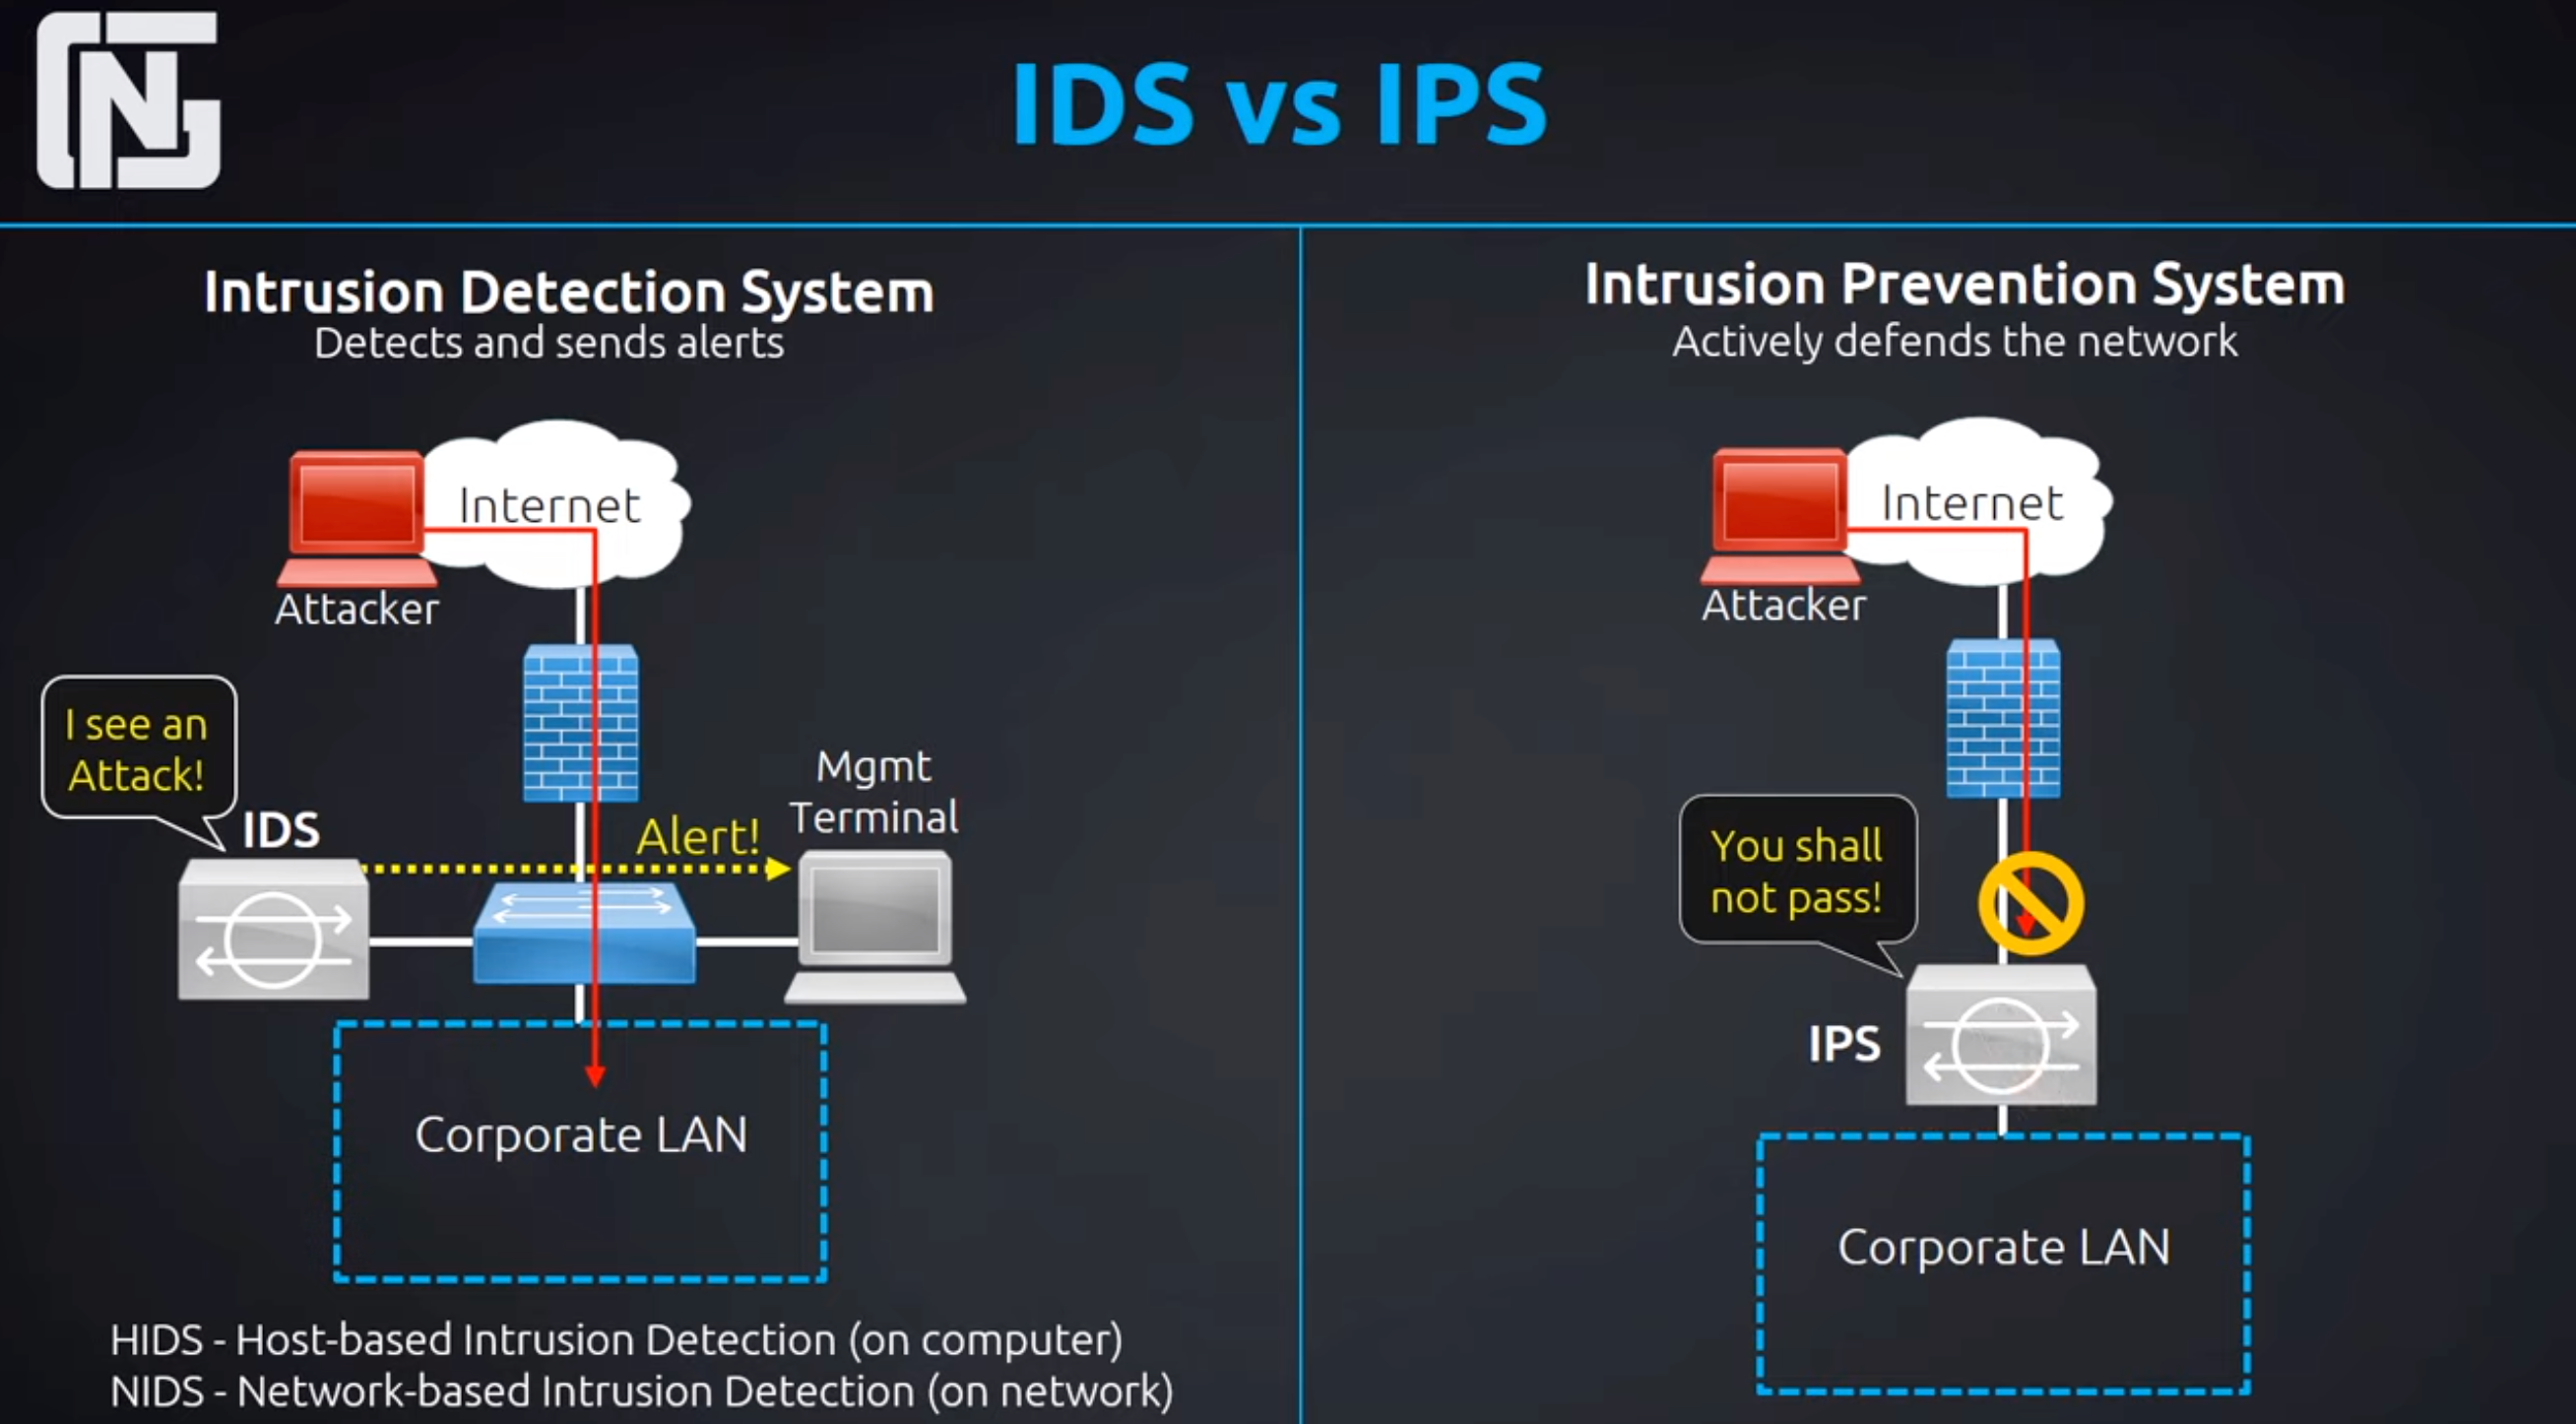 IDS vs IPS
Intrusion Detection System
Detects and sends alerts
Internet
Attacker
I see an
Attack!
IDS
Alert!
Mgmt
Terminal
Corporate LAN
HIDS - Host-based Intrusion Detection (on computer)
NIDS - Network-based Intrusion Detection (on network)
Intrusion Prevention System
Actively defends the network
Internet
Attacker
You shall
not pass!
IPS
Corporate LAN